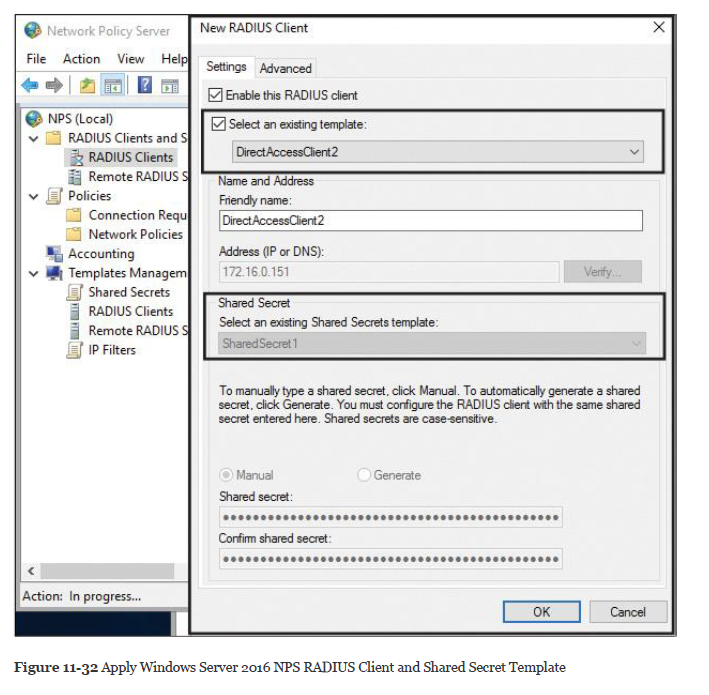 Network Policy Server
File Action View Help
NPS (Local)
RADIUS Clients and S
RADIUS Clients
Remote RADIUS S
Policies
Connection Requ
Network Policies
Accounting
Templates Managem
Shared Secrets
RADIUS Clients
Remote RADIUS S
IP Filters
Action: In progress...
New RADIUS Client
Settings Advanced
Enable this RADIUS client
Select an existing template:
DirectAccessClient2
Name and Address
Friendly name:
DirectAccessClient2
Address (IP or DNS):
172.16.0.151 Verify...
Shared Secret
Select an existing Shared Secrets template:
SharedSecret1
To manually type a shared secret, click Manual. To automatically generate a shared
secret, click Generate. You must configure the RADIUS client with the same shared
secret entered here. Shared secrets are case-sensitive.
Manual Generate
Shared secret:
Confirm shared secret:
OK Cancel
Figure 11-32 Apply Windows Server 2016 NPS RADIUS Client and Shared Secret Template